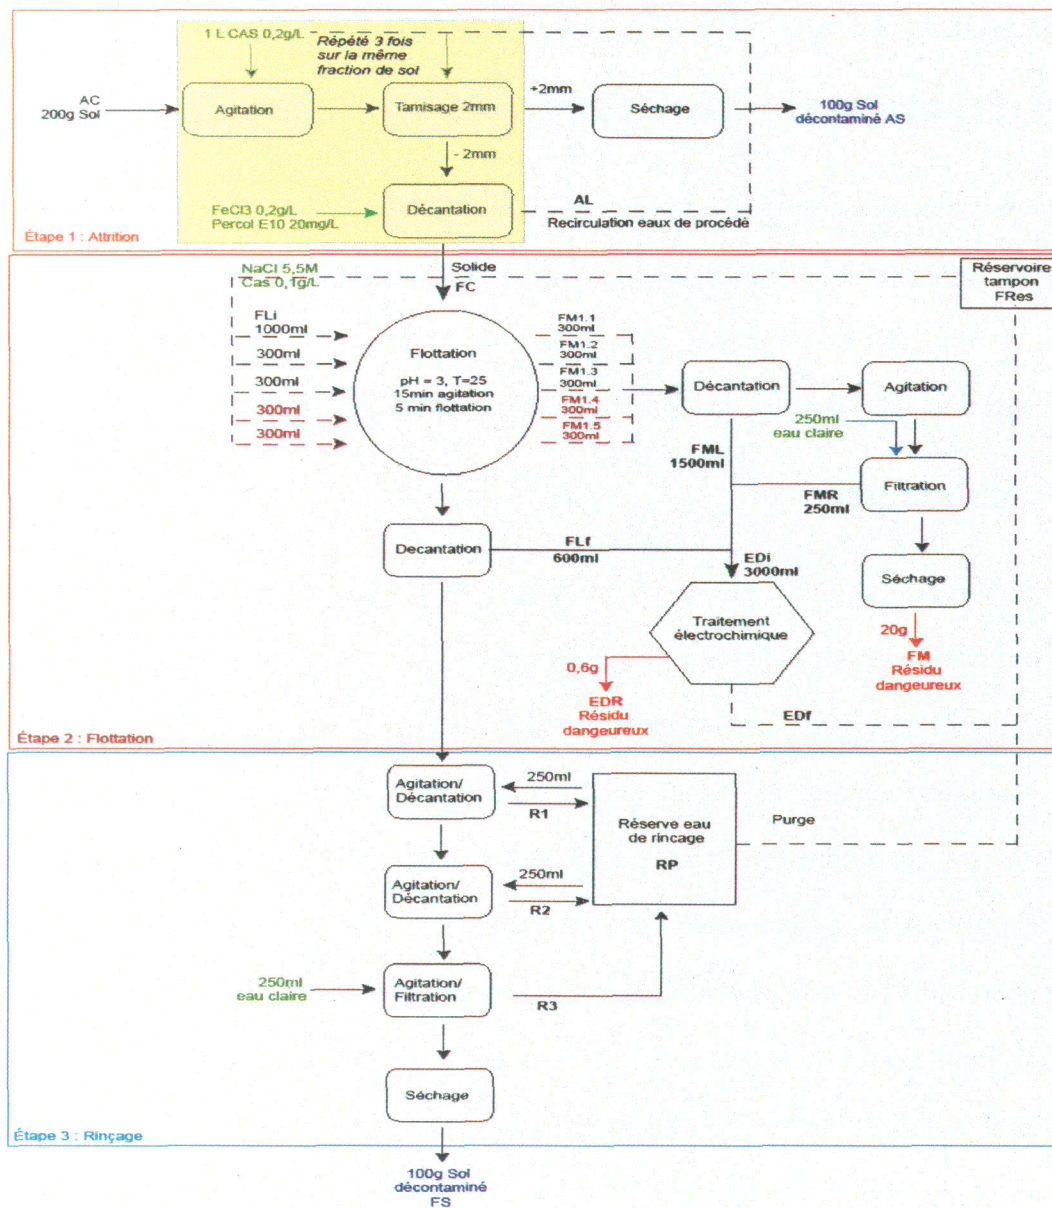 1 L CAS 0,2g/L
Répété 3 fois
sur la même
fraction de sol
AC
200g Sol
Agitation
Tamisage 2mm
+2mm
Séchage
100g Sol
décontaminé AS
- 2mm
FeCl3 0,2g/L
Percol E10 20mg/L
Décantation
AL
Recirculation eaux de procédé
Étape 1 : Attrition
NaCl 5,5M
Cas 0,1g/L
Solide
FC
Réservoire
tampon
FRes
FLi
1000ml
300ml
300ml
300ml
300ml
Flottation
pH = 3, T=25
15min agitation
5 min flottation
FM1.1
300ml
FM1.2
300ml
FM1.3
300ml
FM1.4
300ml
FM1.5
300ml
Décantation
Agitation
250ml
eau claire
FML
1500ml
FMR
250ml
Filtration
Decantation
FLf
600ml
EDi
3000ml
Séchage
Traitement
électrochimique
20g
FM
Résidu
dangeureux
0,6g
EDR
Résidu
dangeureux
EDf
Étape 2 : Flottation
Agitation/
Décantation
250ml
R1
Réserve eau
de rincage
RP
Purge
Agitation/
Décantation
250ml
R2
250ml
eau claire
Agitation/
Filtration
R3
Séchage
Étape 3 : Rinçage
100g Sol
décontaminé
FS